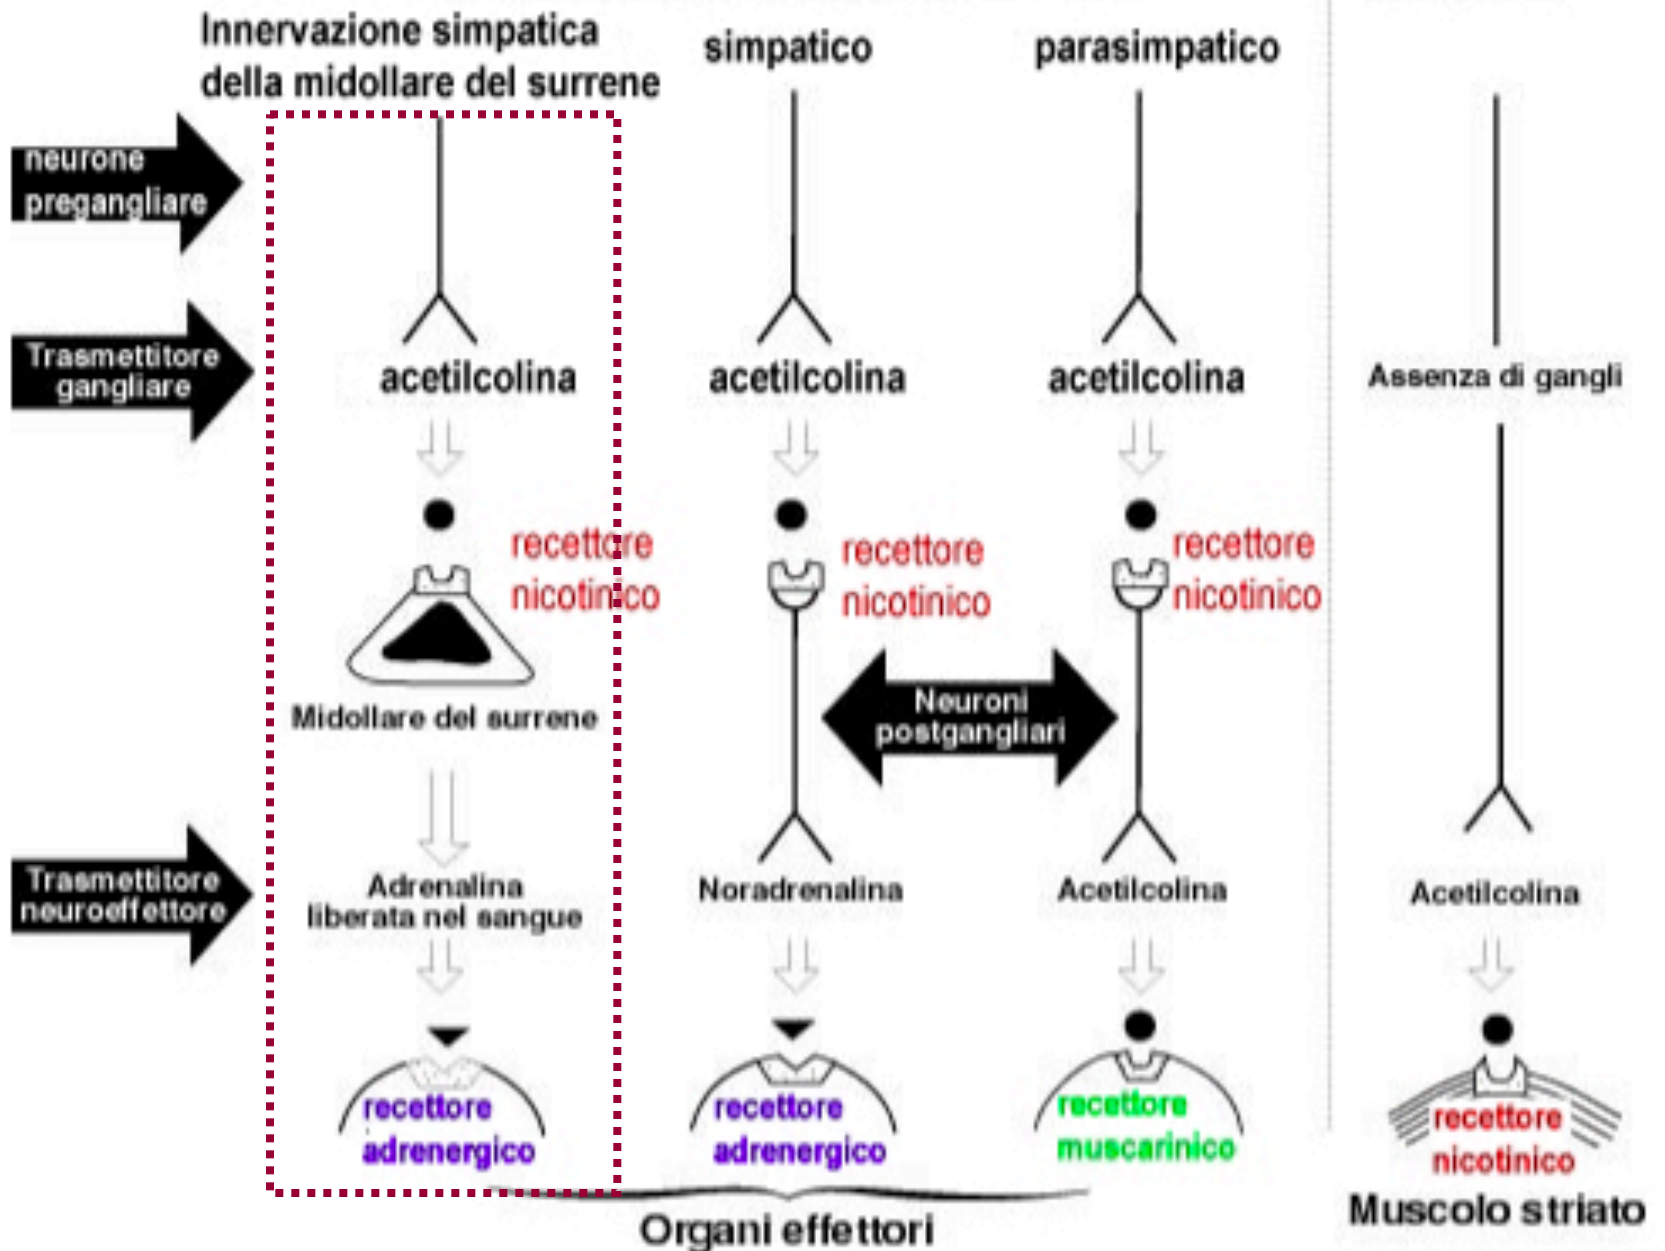 Innervazione simpatica
della midollare del surrene
simpatico
parasimpatico
neurone
pregangliare
Trasmettitore
gangliare
acetilcolina
acetilcolina
acetilcolina
Assenza di gangli
recettore
nicotinico
recettore
nicotinico
recettore
nicotinico
Midollare del surrene
Neuroni
postgangliari
Trasmettitore
neuroeffettore
Adrenalina
liberata nel sangue
Noradrenalina
Acetilcolina
Acetilcolina
recettore
adrenergico
recettore
adrenergico
recettore
muscarinico
recettore
nicotinico
Organi effettori
Muscolo striato